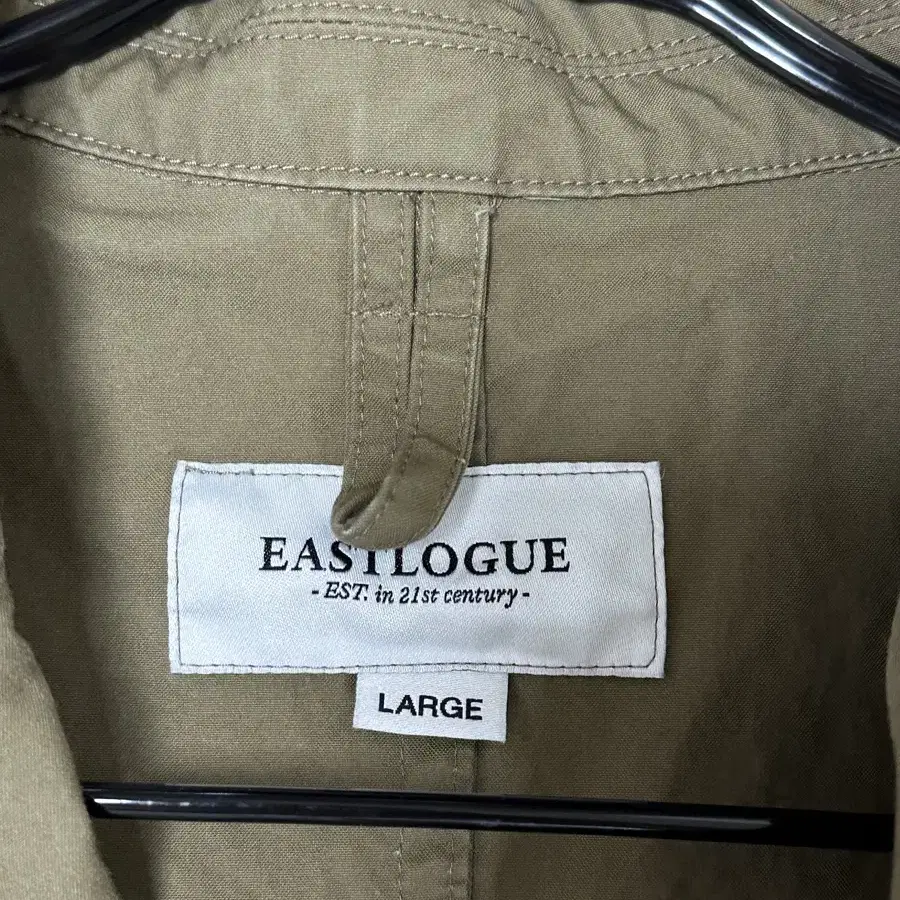 EASTLOGUE
- EST. in 21st century -
LARGE